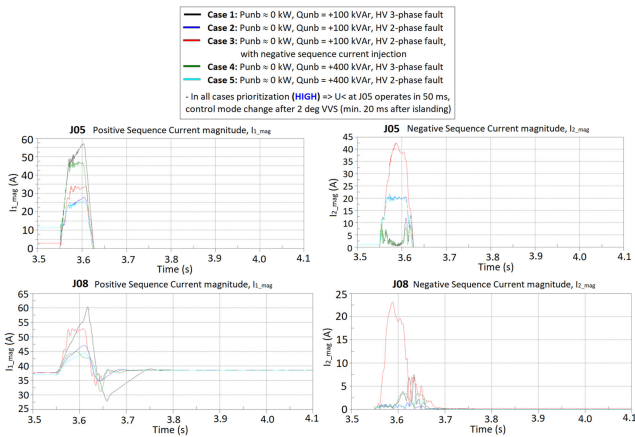 Case 1: Punb ≈ 0 kW, Qunb = +100 kVAr, HV 3-phase fault
Case 2: Punb ≈ 0 kW, Qunb = +100 kVAr, HV 2-phase fault
Case 3: Punb ≈ 0 kW, Qunb = +100 kVAr, HV 2-phase fault,
with negative sequence current injection
Case 4: Punb ≈ 0 kW, Qunb = +400 kVAr, HV 3-phase fault
Case 5: Punb ≈ 0 kW, Qunb = +400 kVAr, HV 2-phase fault
- In all cases prioritization (HIGH) => U< at J05 operates in 50 ms,
control mode change after 2 deg VVS (min. 20 ms after islanding)
J05 Positive Sequence Current magnitude, I1_mag
I1_mag (A)
60
50
40
30
20
10
0
3.5 3.6 3.7 3.8 3.9 4.0 4.1
Time (s)
J05 Negative Sequence Current magnitude, I2_mag
I2_mag (A)
45
40
35
30
25
20
15
10
5
0
3.5 3.6 3.7 3.8 3.9 4.0 4.1
Time (s)
J08 Positive Sequence Current magnitude, I1_mag
I1_mag (A)
65
60
55
50
45
40
35
30
25
3.5 3.6 3.7 3.8 3.9 4.0 4.1
Time (s)
J08 Negative Sequence Current magnitude, I2_mag
I2_mag (A)
25
20
15
10
5
0
3.5 3.6 3.7 3.8 3.9 4.0 4.1
Time (s)